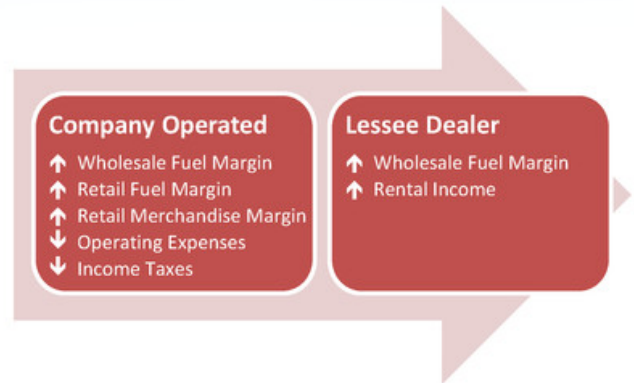 Company Operated
↑ Wholesale Fuel Margin
↑ Retail Fuel Margin
↑ Retail Merchandise Margin
↓ Operating Expenses
↓ Income Taxes
Lessee Dealer
↑ Wholesale Fuel Margin
↑ Rental Income